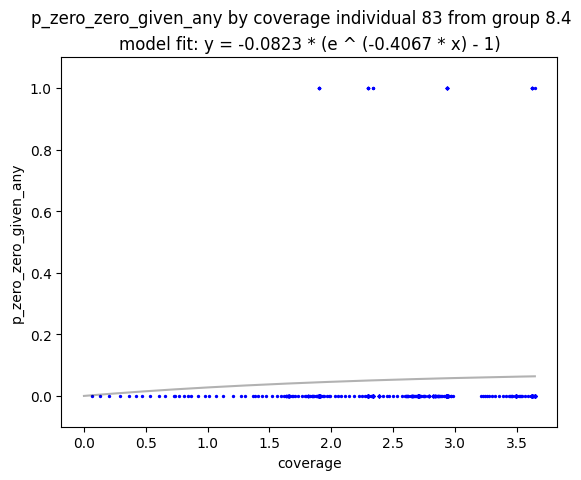 p_zero_zero_given_any by coverage individual 83 from group 8.4
model fit: y = -0.0823 * (e ^ (-0.4067 * x) - 1)
p_zero_zero_given_any
1.0
0.8
0.6
0.4
0.2
0.0
0.0 0.5 1.0 1.5 2.0 2.5 3.0 3.5
coverage